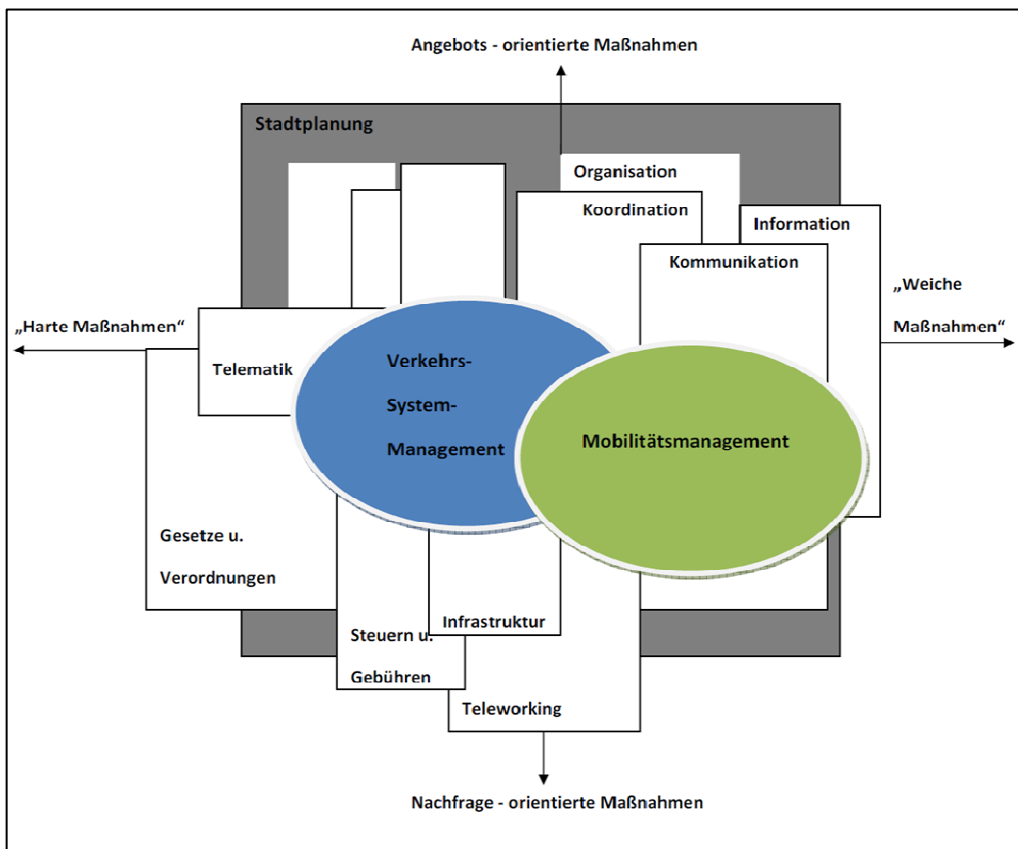 Angebots - orientierte Maßnahmen
Stadtplanung
Organisation
Koordination
Information
Kommunikation
„Weiche
Maßnahmen“
„Harte Maßnahmen“
Telematik
Verkehrs-
System-
Management
Mobilitätsmanagement
Gesetze u.
Verordnungen
Infrastruktur
Steuern u.
Gebühren
Teleworking
Nachfrage - orientierte Maßnahmen